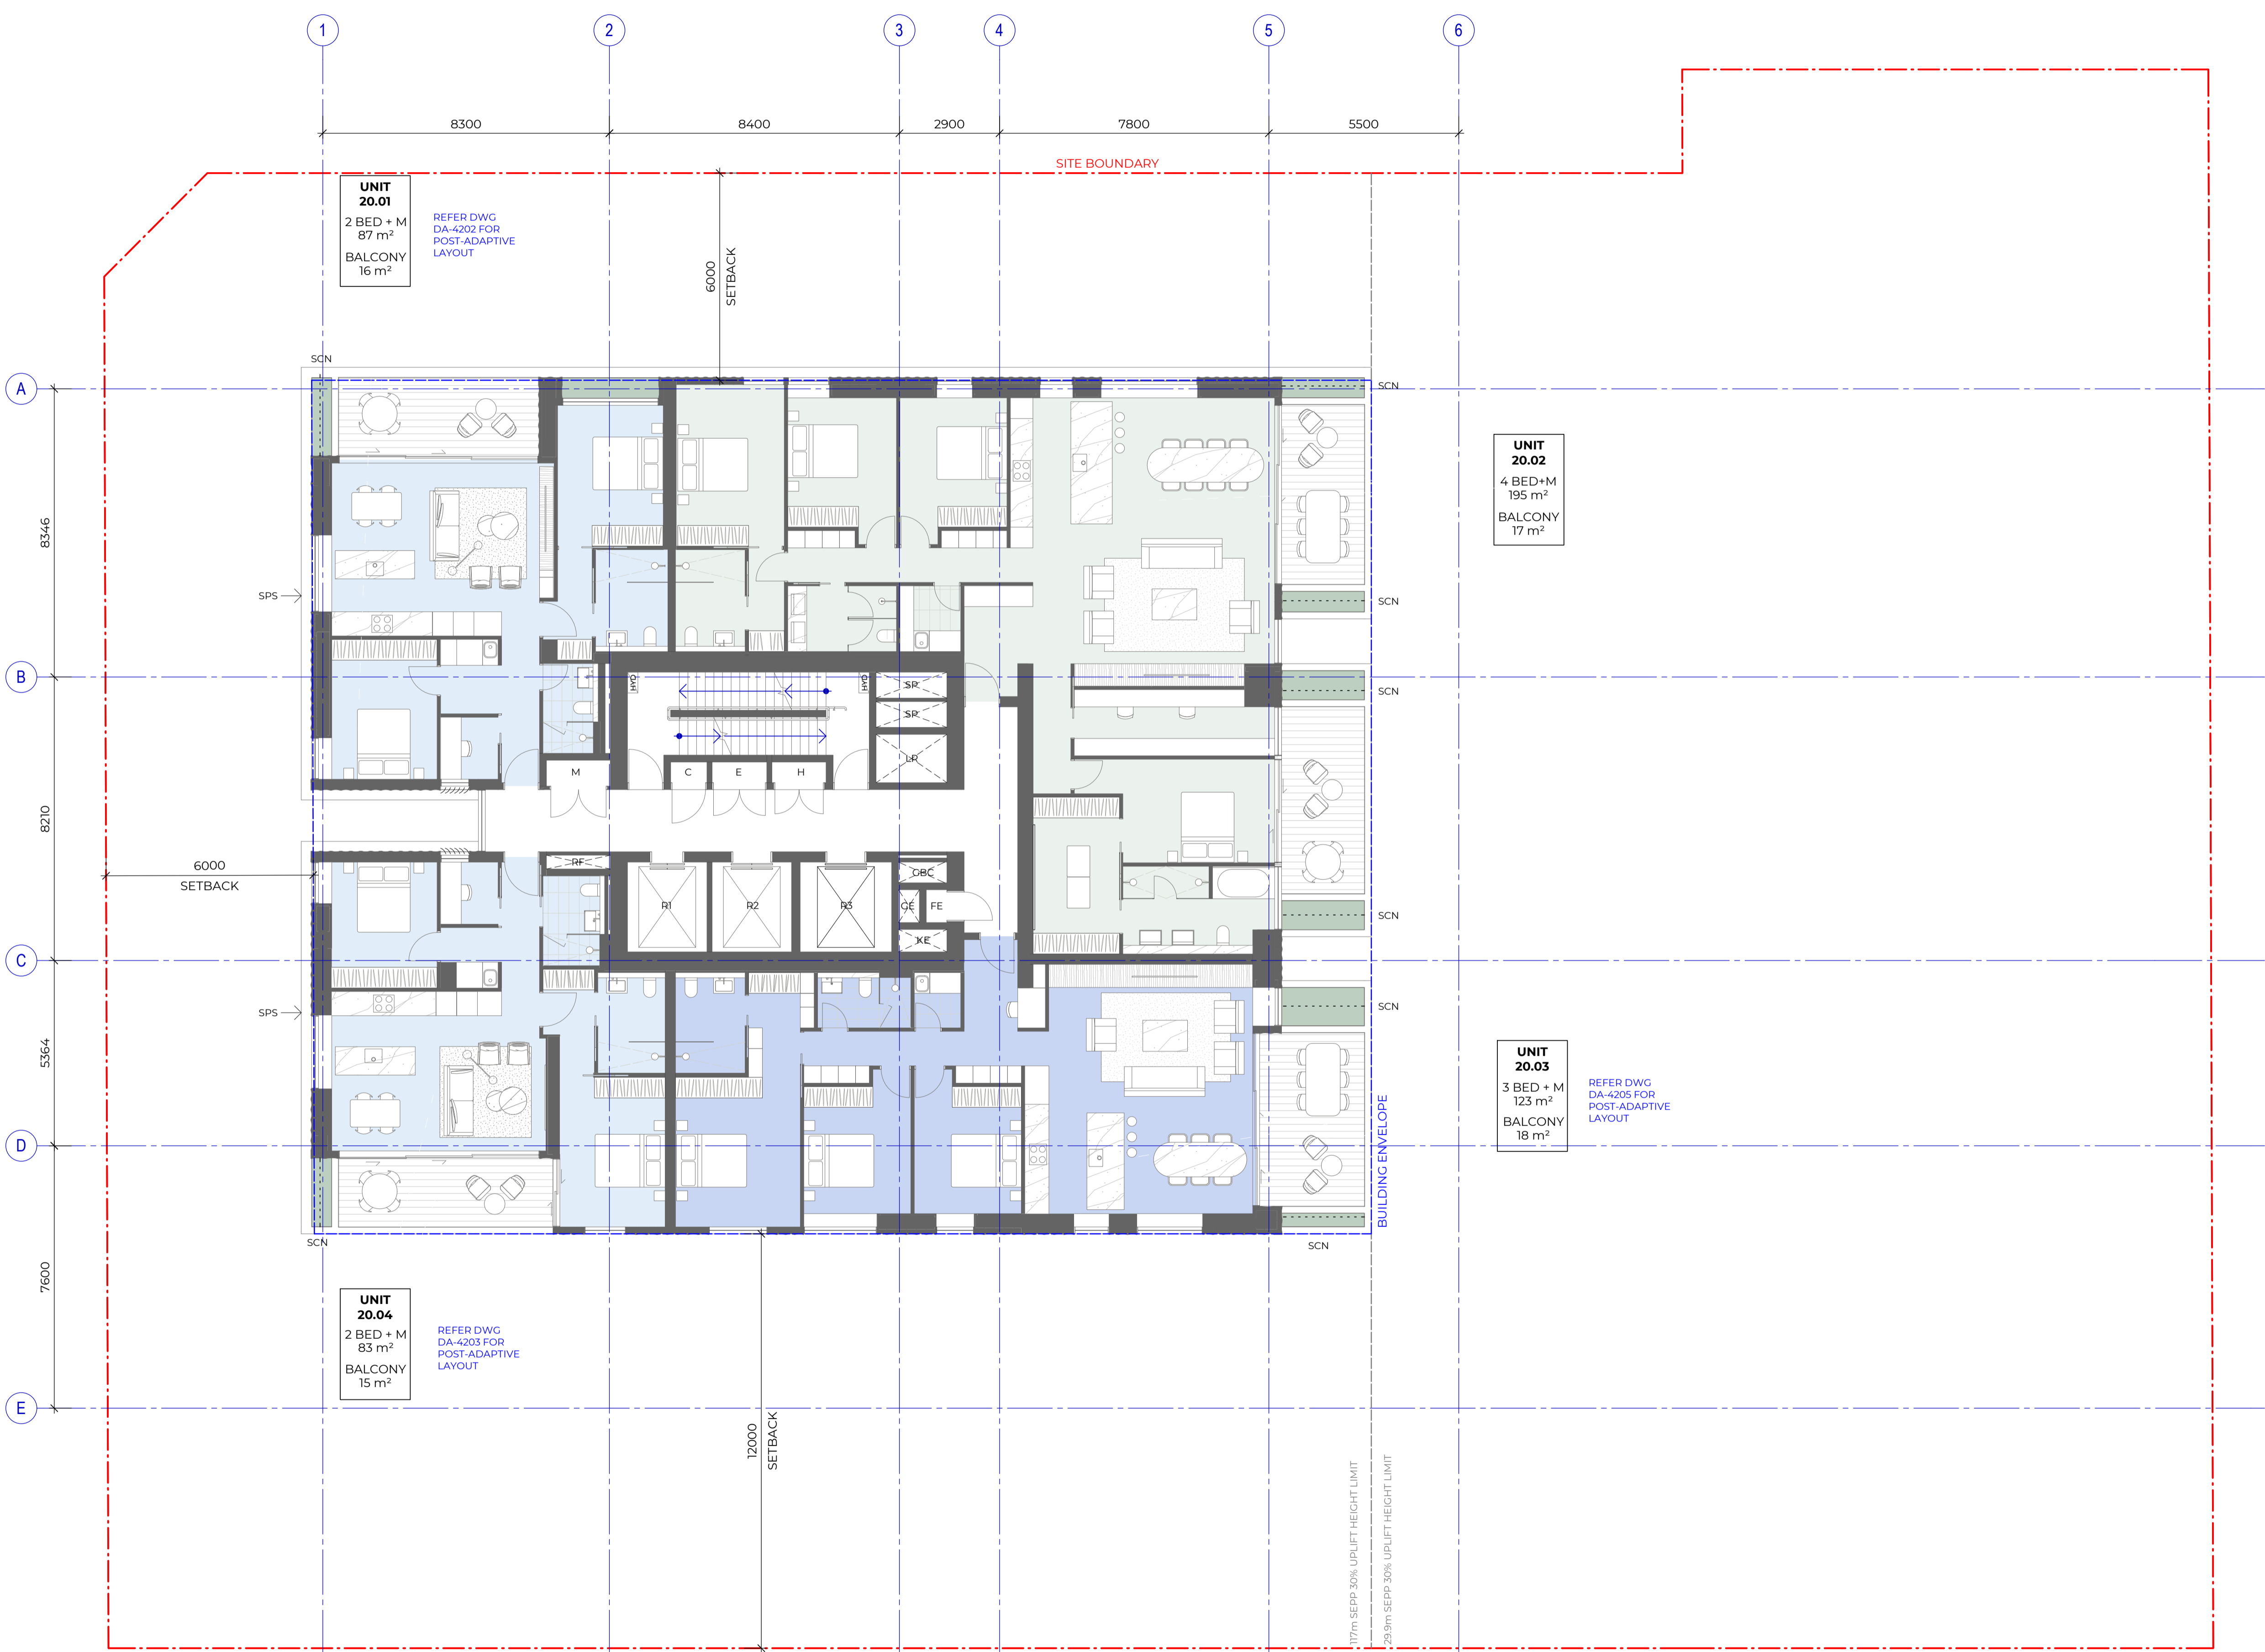 1
2
3
4
5
6
8300
8400
2900
7800
5500
SITE BOUNDARY
UNIT
20.01
2 BED + M
87 m²
BALCONY
16 m²
REFER DWG
DA-4202 FOR
POST-ADAPTIVE
LAYOUT
6000
SETBACK
SCN
A
SCN
UNIT
20.02
4 BED+M
195 m²
BALCONY
17 m²
8346
SPS
SCN
B
HYD
HYD
SP
SCN
SP
LR
M
C
E
H
8210
6000
SETBACK
RF
R1
R2
R3
GBC
GE
FE
KE
SCN
C
SPS
SCN
5364
UNIT
20.03
3 BED + M
123 m²
BALCONY
18 m²
REFER DWG
DA-4205 FOR
POST-ADAPTIVE
LAYOUT
D
BUILDING ENVELOPE
SCN
SCN
7600
UNIT
20.04
2 BED + M
83 m²
BALCONY
15 m²
REFER DWG
DA-4203 FOR
POST-ADAPTIVE
LAYOUT
E
12000
SETBACK
117m SEPP 30% UPLIFT HEIGHT LIMIT
29.9m SEPP 30% UPLIFT HEIGHT LIMIT